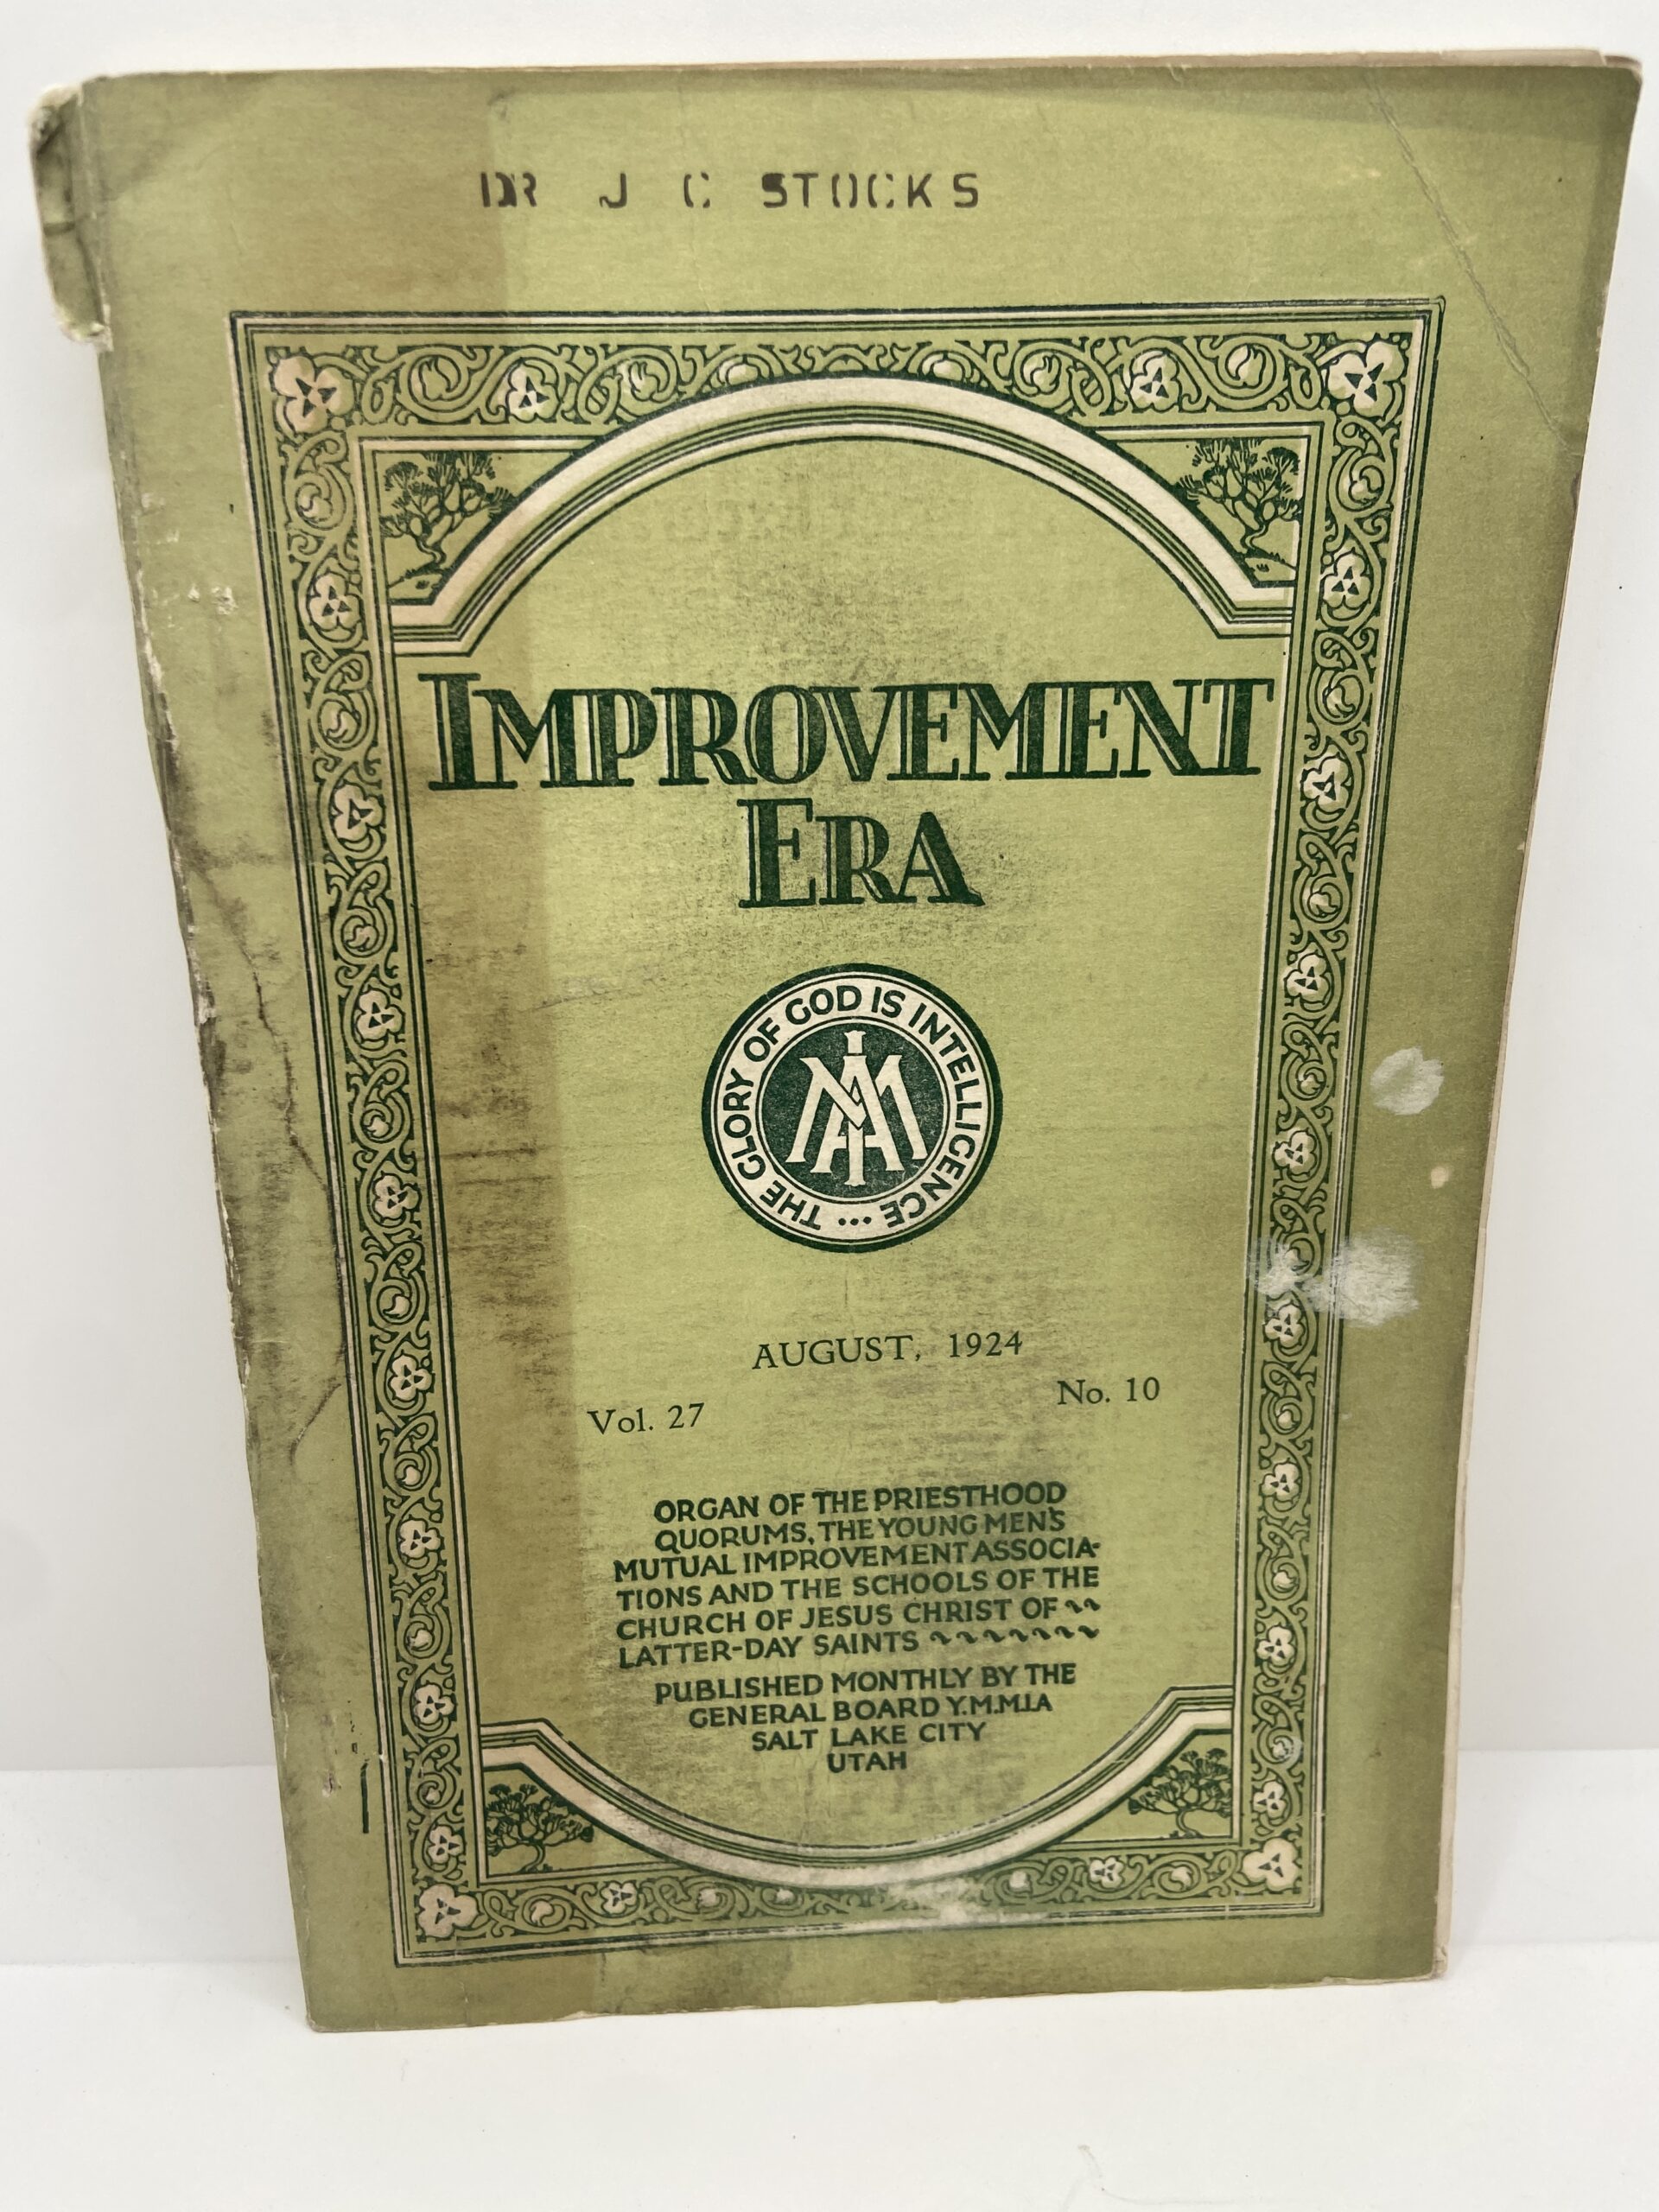 DR J C STOCKS
IMPROVEMENT
ERA
THE GLORY OF GOD IS INTELLIGENCE ...
MIA
AUGUST, 1924
Vol. 27
No. 10
ORGAN OF THE PRIESTHOOD
QUORUMS, THE YOUNG MEN'S
MUTUAL IMPROVEMENT ASSOCIA-
TIONS AND THE SCHOOLS OF THE
CHURCH OF JESUS CHRIST OF ~~
LATTER-DAY SAINTS ~~~~~~~
PUBLISHED MONTHLY BY THE
GENERAL BOARD Y.M.M.I.A
SALT LAKE CITY
UTAH